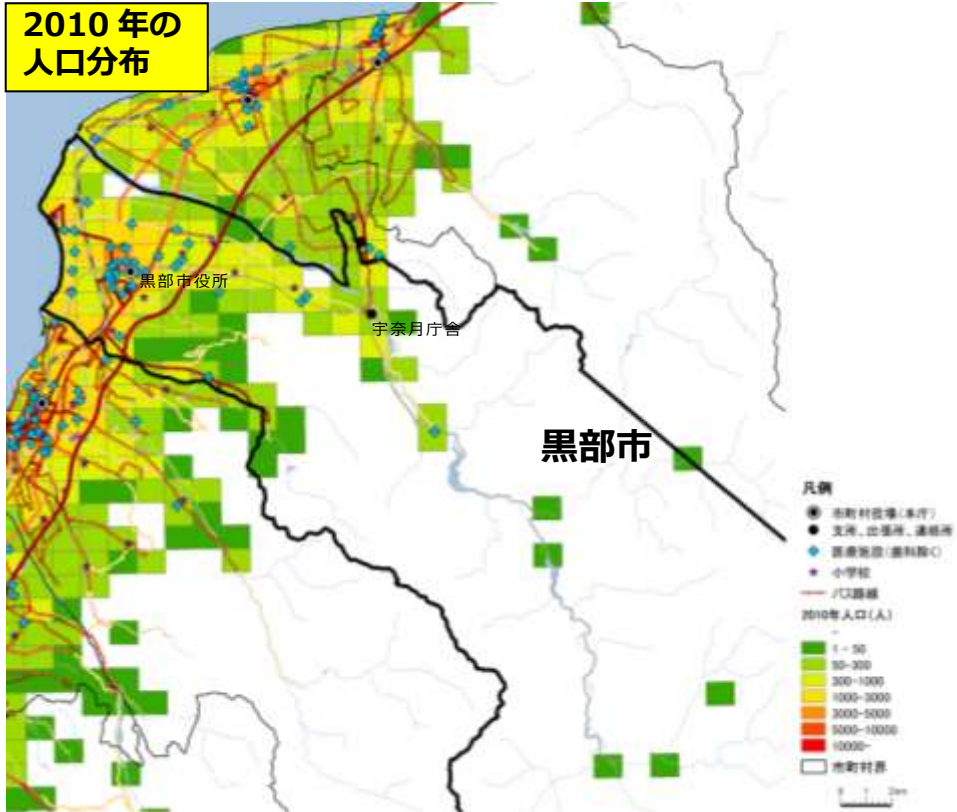 2010 年の
人口分布
黒部市役所
宇奈月庁舎
黒部市
凡例
市町村役場(本庁)
支所、出張所、連絡所
医療施設(歯科除く)
小学校
バス路線
2010年人口(人)
-
1 - 50
50-300
300-1000
1000-3000
3000-5000
5000-10000
10000-
市町村界
0 1 2km